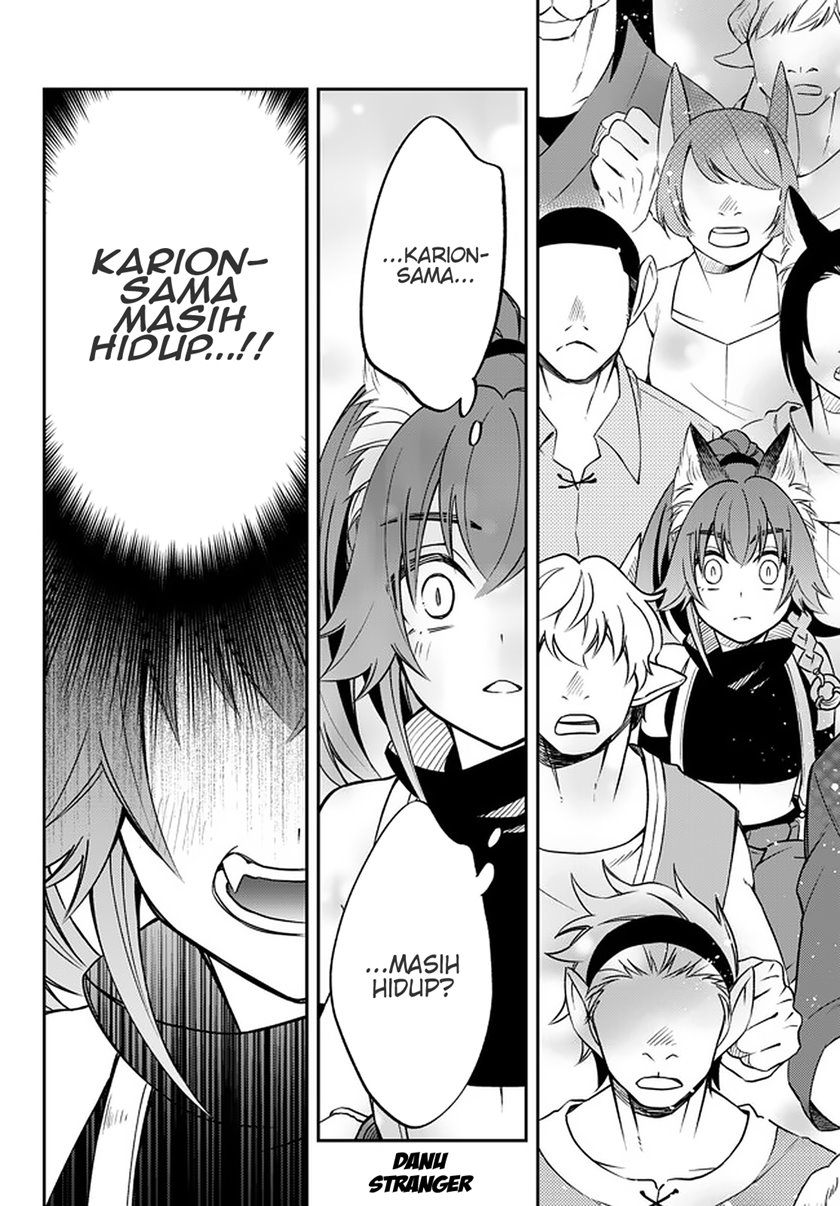 ...KARION-
SAMA...
...MASIH
HIDUP?
KARION-
SAMA
MASIH
HIDUP...!!
DANU
STRANGER